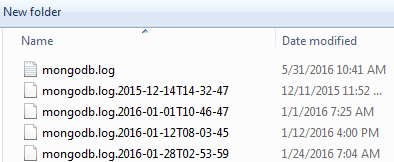 New folder
Name Date modified
mongodb.log 5/31/2016 10:41 AM
mongodb.log.2015-12-14T14-32-47 12/11/2015 11:52 ...
mongodb.log.2016-01-01T10-46-47 1/1/2016 7:25 AM
mongodb.log.2016-01-12T08-03-45 1/12/2016 4:00 PM
mongodb.log.2016-01-28T02-53-59 1/24/2016 7:04 AM